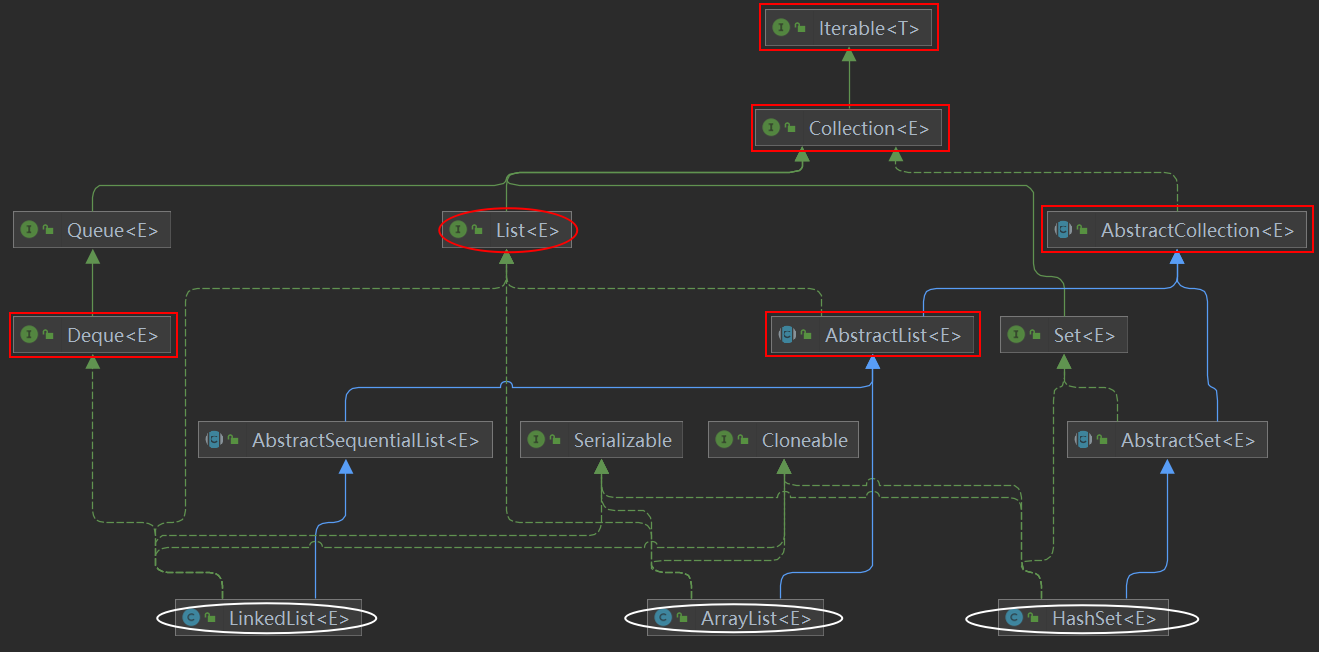 Iterable<T>
Collection<E>
Queue<E>
List<E>
AbstractCollection<E>
Deque<E>
AbstractList<E>
Set<E>
AbstractSequentialList<E>
Serializable
Cloneable
AbstractSet<E>
LinkedList<E>
ArrayList<E>
HashSet<E>